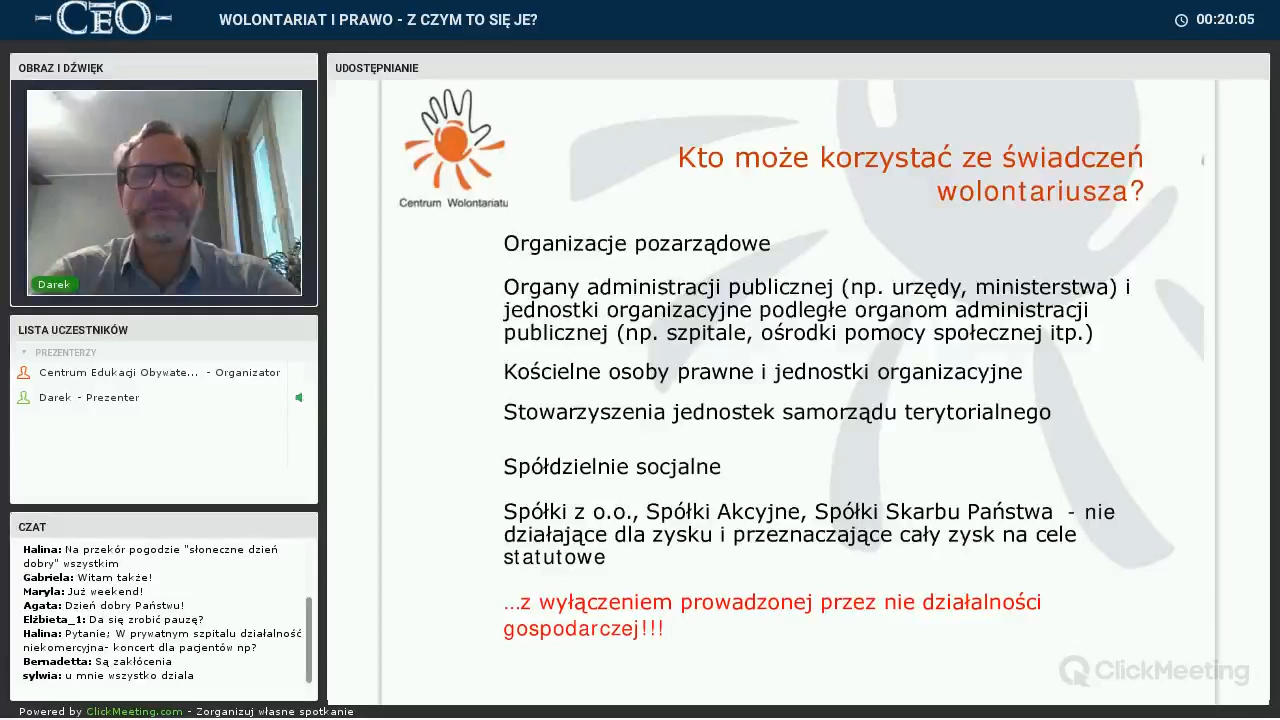 CEO
WOLONTARIAT I PRAWO - Z CZYM TO SIĘ JE?
00:20:05
OBRAZ I DŹWIĘK
Darek
LISTA UCZESTNIKÓW
PREZENTERZY
Centrum Edukacji Obywate... - Organizator
Darek - Prezenter
CZAT
Halina: Na przekór pogodzie "słoneczne dzień
dobry" wszystkim
Gabriela: Witam także!
Maryla: Już weekend!
Agata: Dzień dobry Państwu!
Elżbieta_1: Da się zrobić pauzę?
Halina: Pytanie; W prywatnym szpitalu działalność
niekomercyjna- koncert dla pacjentów np?
Bernadetta: Są zakłócenia
sylwia: u mnie wszystko dziala
UDOSTĘPNIANIE
Centrum Wolontariatu
Kto może korzystać ze świadczeń
wolontariusza?
Organizacje pozarządowe
Organy administracji publicznej (np. urzędy, ministerstwa) i
jednostki organizacyjne podległe organom administracji
publicznej (np. szpitale, ośrodki pomocy społecznej itp.)
Kościelne osoby prawne i jednostki organizacyjne
Stowarzyszenia jednostek samorządu terytorialnego
Spółdzielnie socjalne
Spółki z o.o., Spółki Akcyjne, Spółki Skarbu Państwa - nie
działające dla zysku i przeznaczające cały zysk na cele
statutowe
...z wyłączeniem prowadzonej przez nie działalności
gospodarczej!!!
ClickMeeting
Powered by ClickMeeting.com - Zorganizuj własne spotkanie